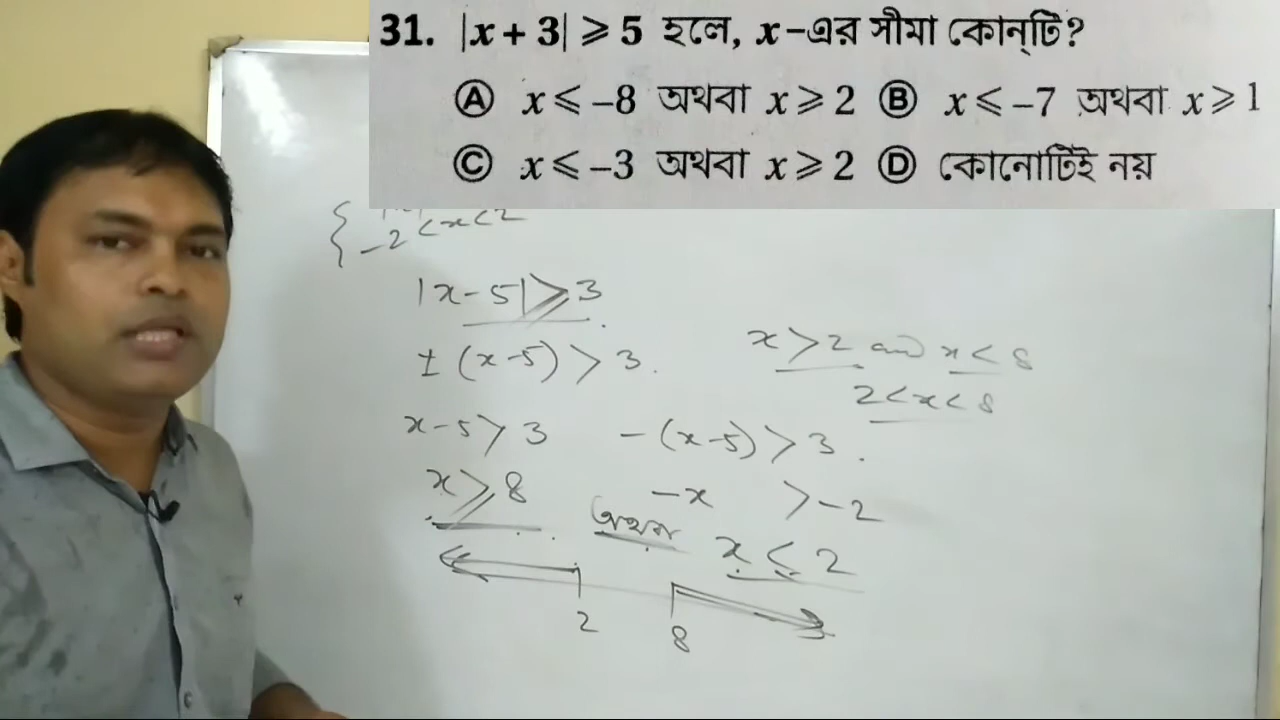 31. |x + 3| ⩾ 5 হলে, x-এর সীমা কোন্‌টি?
Ⓐ x ⩽ –8 অথবা x ⩾ 2 Ⓑ x ⩽ –7 অথবা x ⩾ 1
Ⓒ x ⩽ –3 অথবা x ⩾ 2 Ⓓ কোনোটিই নয়
-2 < x < 2
|x - 5| ⩾ 3
± (x-5) > 3.
x-5 > 3
x ⩾ 8
অথবা
-(x-5) > 3.
-x > -2
x ⩽ 2
2
8
x > 2 and x < 8
2 < x < 8